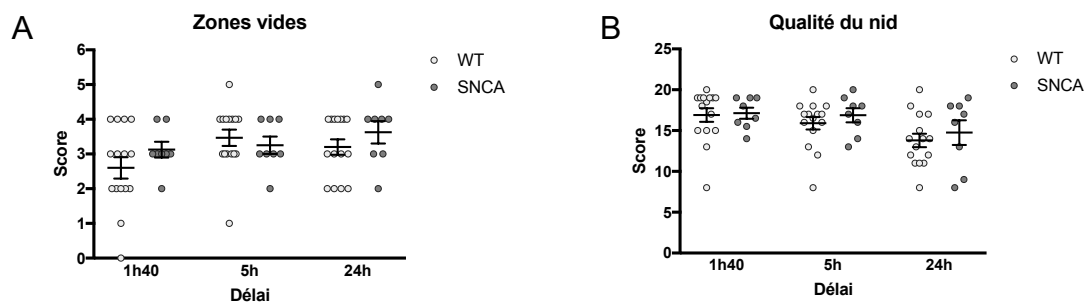 A
Zones vides
Score
6
5
4
3
2
1
0
1h40
5h
24h
Délai
WT
SNCA
B
Qualité du nid
Score
25
20
15
10
5
0
1h40
5h
24h
Délai
WT
SNCA